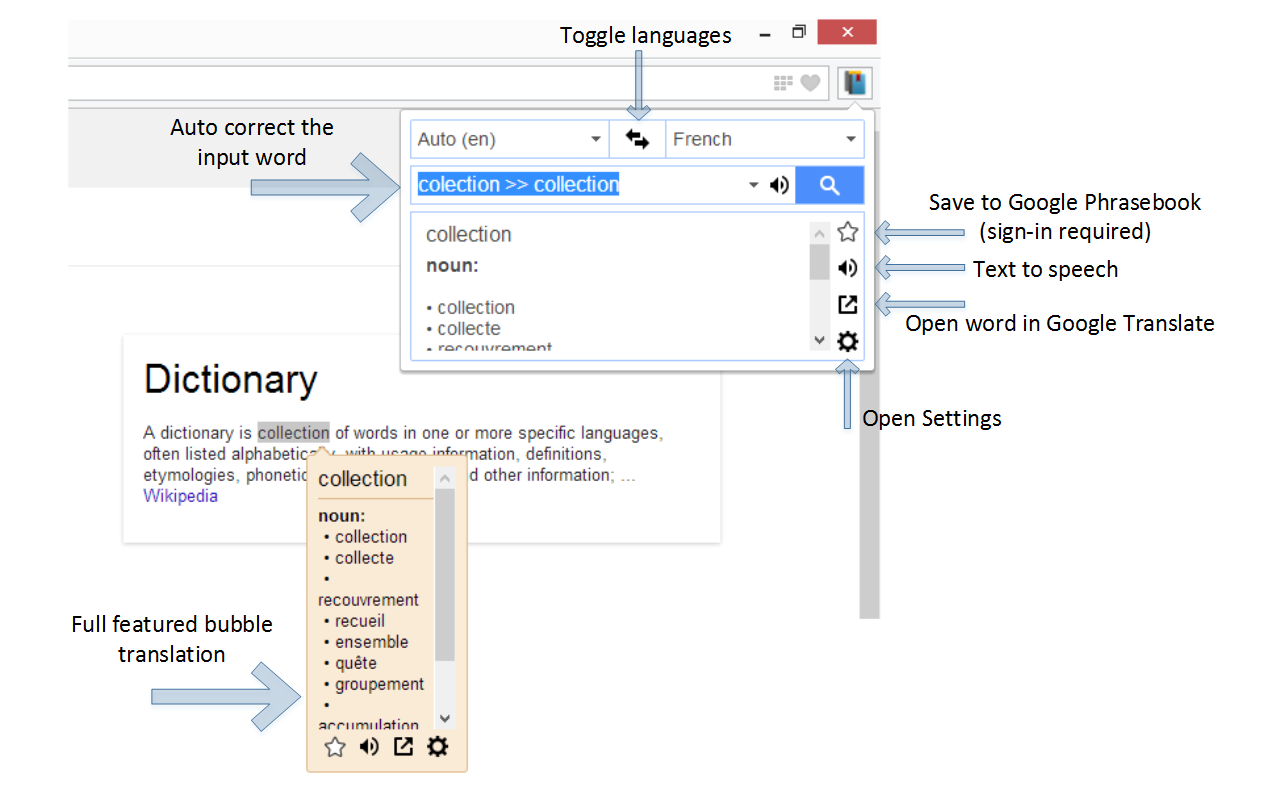 Toggle languages
Auto correct the
input word
Auto (en)
French
colection >> collection
collection
noun:
• collection
• collecte
• recouvrement
Save to Google Phrasebook
(sign-in required)
Text to speech
Open word in Google Translate
Open Settings
Dictionary
A dictionary is collection of words in one or more specific languages,
often listed alphabetically, with usage information, definitions,
etymologies, phonetic d other information; ...
Wikipedia
collection
noun:
• collection
• collecte
•
recouvrement
• recueil
• ensemble
• quête
• groupement
•
accumulation
Full featured bubble
translation